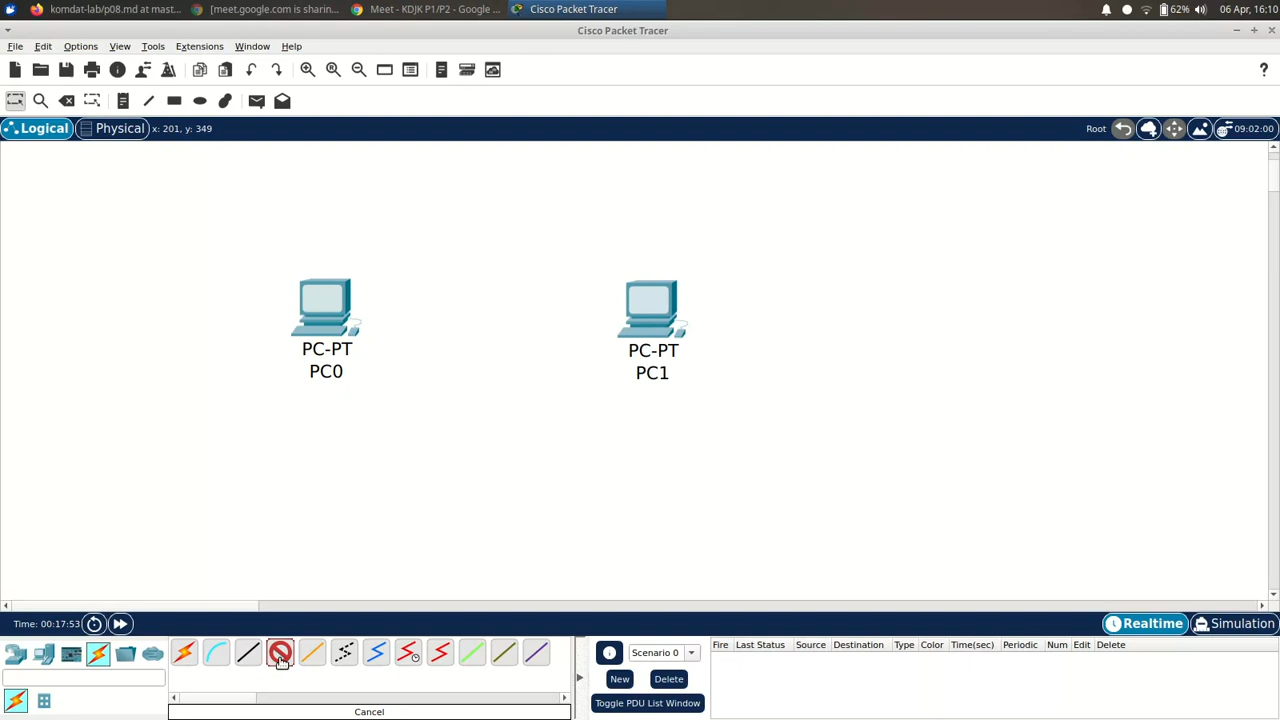 komdat-lab/p08.md at mast...
[meet.google.com is sharin...
Meet - KDJK P1/P2 - Google ...
Cisco Packet Tracer
62%
06 Apr, 16:10
Cisco Packet Tracer
File Edit Options View Tools Extensions Window Help
?
Logical Physical x: 201, y: 349 Root 09:02:00
PC-PT
PC0
PC-PT
PC1
Time: 00:17:53 Realtime Simulation
Scenario 0
New Delete
Toggle PDU List Window
Fire Last Status Source Destination Type Color Time(sec) Periodic Num Edit Delete
Cancel